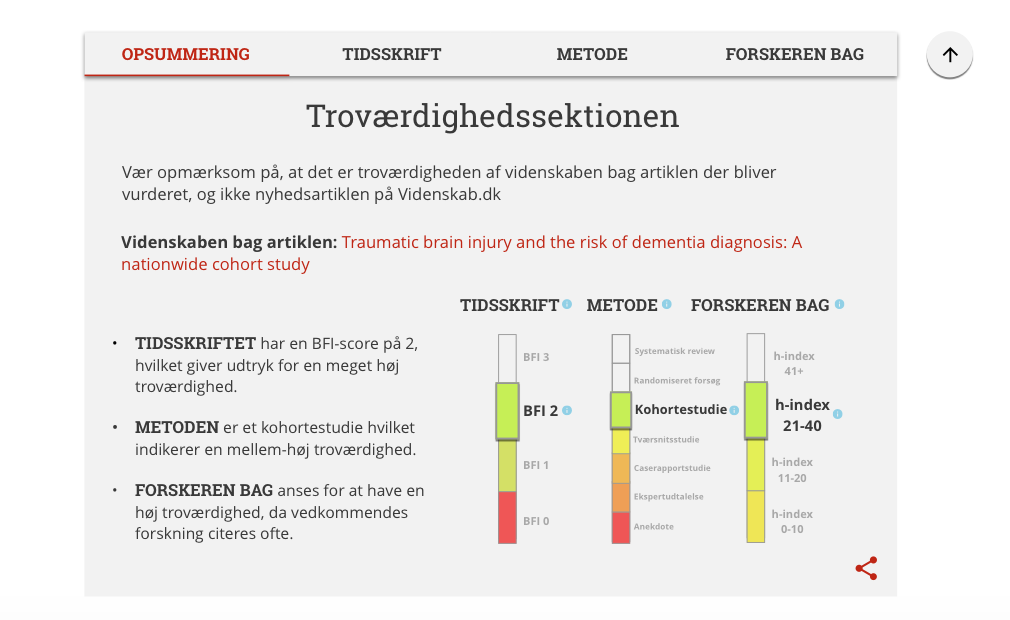 OPSUMMERING TIDSSKRIFT METODE FORSKEREN BAG
Troværdighedssektionen
Vær opmærksom på, at det er troværdigheden af videnskaben bag artiklen der bliver
vurderet, og ikke nyhedsartiklen på Videnskab.dk
Videnskaben bag artiklen: Traumatic brain injury and the risk of dementia diagnosis: A
nationwide cohort study
• TIDSSKRIFTET har en BFI-score på 2,
hvilket giver udtryk for en meget høj
troværdighed.
• METODEN er et kohortestudie hvilket
indikerer en mellem-høj troværdighed.
• FORSKEREN BAG anses for at have en
høj troværdighed, da vedkommendes
forskning citeres ofte.
TIDSSKRIFT
BFI 3
BFI 2
BFI 1
BFI 0
METODE
Systematisk review
Randomiseret forsøg
Kohortestudie
Tværsnitsstudie
Caserapportstudie
Ekspertudtalelse
Anekdote
FORSKEREN BAG
h-index
41+
h-index
21-40
h-index
11-20
h-index
0-10